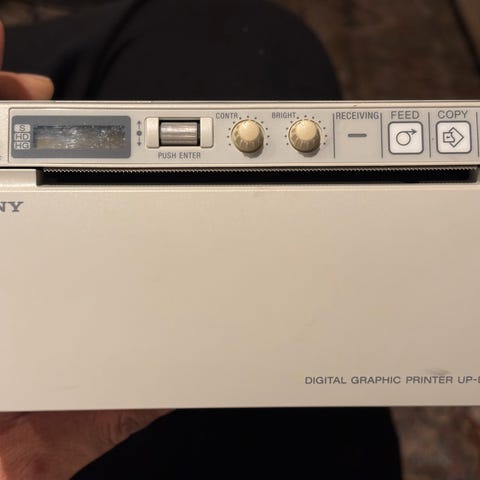 S
HD
HG
PUSH ENTER
CONTR.
BRIGHT.
RECEIVING
FEED
COPY
NY
DIGITAL GRAPHIC PRINTER UP-